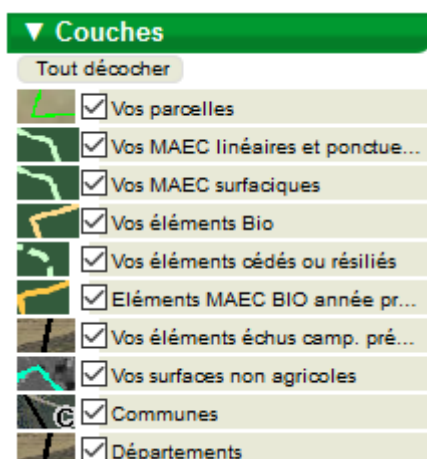 ▼ Couches
Tout décocher
Vos parcelles
Vos MAEC linéaires et ponctue...
Vos MAEC surfaciques
Vos éléments Bio
Vos éléments cédés ou résiliés
Eléments MAEC BIO année pr...
Vos éléments échus camp. pré...
Vos surfaces non agricoles
C Communes
Départements